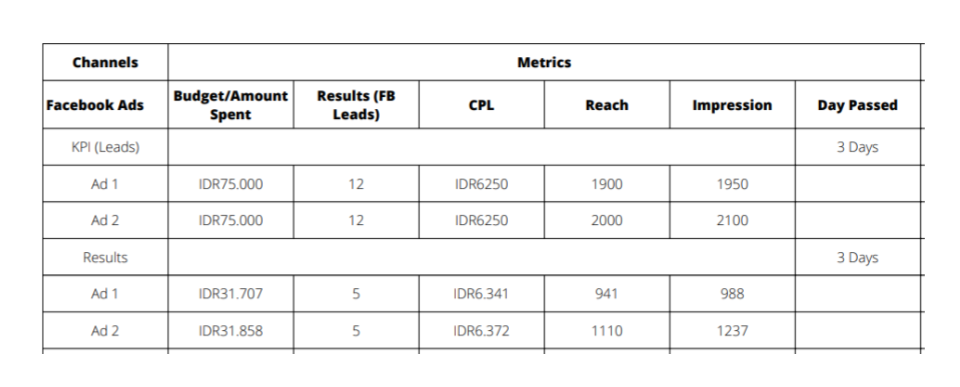 Channels Metrics
Facebook Ads Budget/Amount Spent Results (FB Leads) CPL Reach Impression Day Passed
KPI (Leads) 3 Days
Ad 1 IDR75.000 12 IDR6250 1900 1950
Ad 2 IDR75.000 12 IDR6250 2000 2100
Results 3 Days
Ad 1 IDR31.707 5 IDR6.341 941 988
Ad 2 IDR31.858 5 IDR6.372 1110 1237